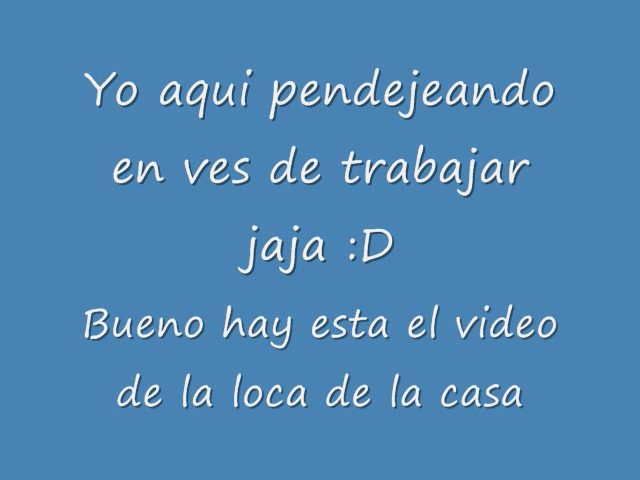 Yo aqui pendejeando
en ves de trabajar
jaja :D
Bueno hay esta el video
de la loca de la casa